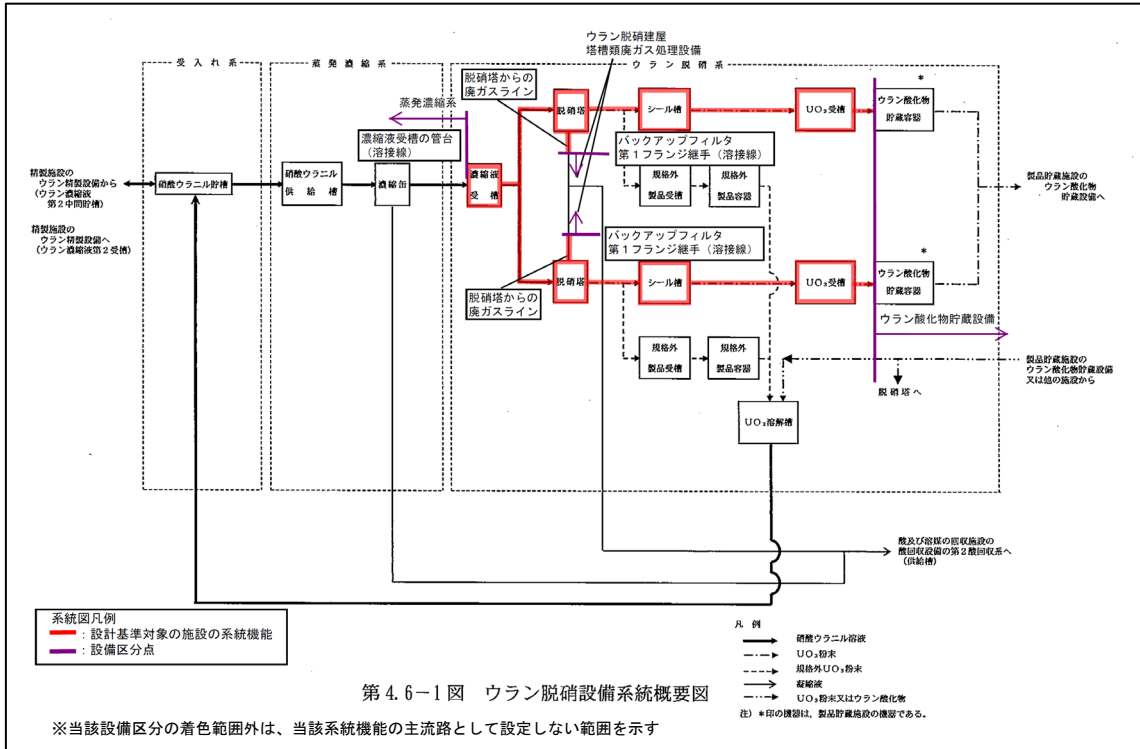 ウラン脱硝建屋
塔槽類廃ガス処理設備
受入れ系
蒸発濃縮系
ウラン脱硝系
脱硝塔からの
廃ガスライン
蒸発濃縮系
濃縮液受槽の管台
(溶接線)
脱硝塔
シール槽
UO₃受槽
*
ウラン酸化物
貯蔵容器
バックアップフィルタ
第1フランジ継手(溶接線)
精製施設の
ウラン精製設備から
(ウラン濃縮液
第2中間貯槽)
精製施設の
ウラン精製設備へ
(ウラン濃縮液第2受槽)
硝酸ウラニル貯槽
硝酸ウラニル
供給槽
濃縮缶
濃縮液
受槽
規格外
製品受槽
規格外
製品容器
製品貯蔵施設の
ウラン酸化物
貯蔵設備へ
バックアップフィルタ
第1フランジ継手(溶接線)
脱硝塔
シール槽
UO₃受槽
*
ウラン酸化物
貯蔵容器
脱硝塔からの
廃ガスライン
ウラン酸化物貯蔵設備
規格外
製品受槽
規格外
製品容器
製品貯蔵施設の
ウラン酸化物貯蔵設備
又は他の施設から
脱硝塔へ
UO₃溶解槽
酸及び溶媒の回収施設の
酸回収設備の第2酸回収系へ
(供給槽)
系統図凡例
:設計基準対象の施設の系統機能
:設備区分点
凡例
硝酸ウラニル溶液
UO₃粉末
規格外UO₃粉末
凝縮液
UO₃粉末又はウラン酸化物
注)*印の機器は,製品貯蔵施設の機器である。
第4.6-1図 ウラン脱硝設備系統概要図
※当該設備区分の着色範囲外は、当該系統機能の主流路として設定しない範囲を示す